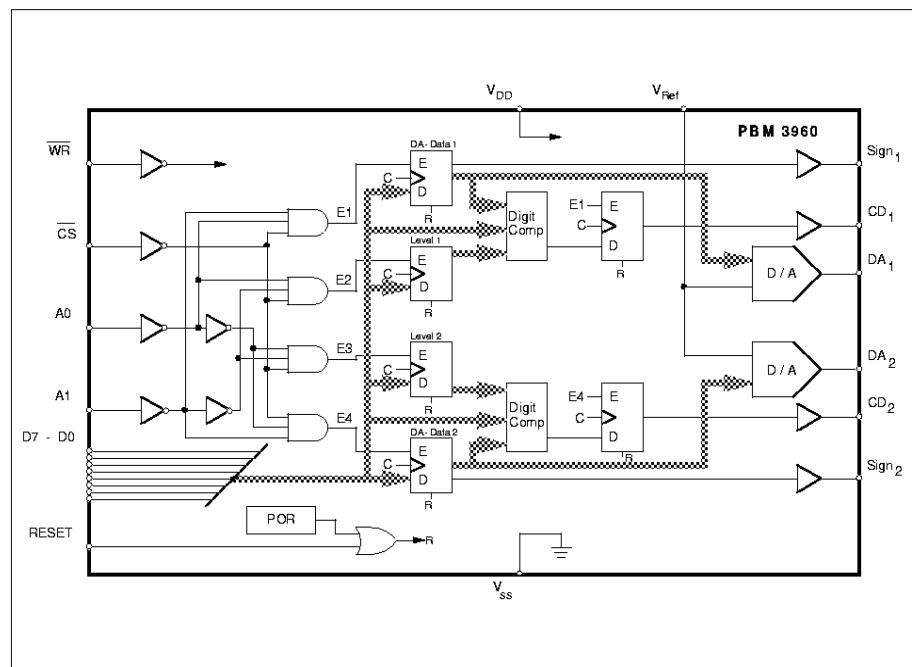 V_DD
V_Ref
PBM 3960
WR
DA- Data 1
Sign_1
E
C
D
R
E1
E1
E
C
D
R
Digit
Comp
CD_1
CS
Level 1
E2
E
C
D
R
D / A
DA_1
A0
Level 2
E3
E
C
D
R
D / A
DA_2
A1
E4
E4
E
C
D
R
Digit
Comp
CD_2
D7 - D0
DA- Data 2
E
C
D
R
Sign_2
RESET
POR
R
V_ss